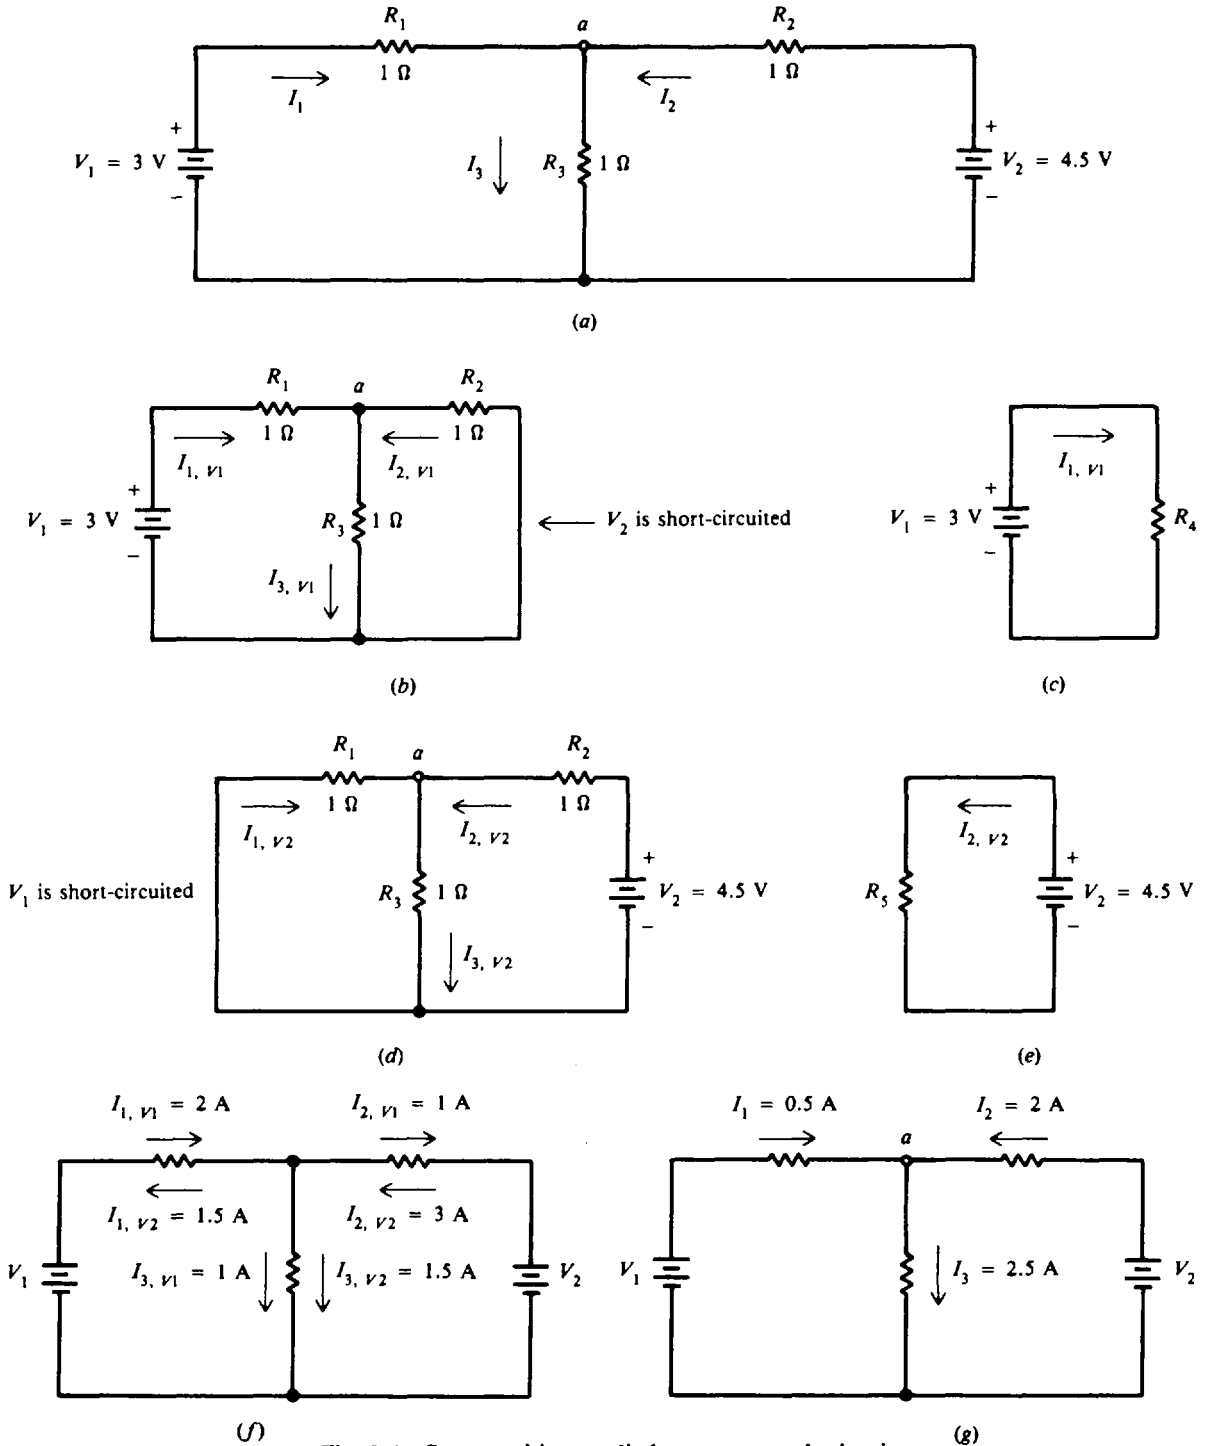 R1 a R2
1 Ω 1 Ω
I1 I2
+ +
V1 = 3 V I3 R3 1 Ω V2 = 4.5 V
− −
(a)
R1 a R2
1 Ω 1 Ω
I1, V1 I2, V1 I1, V1
+ +
V1 = 3 V R3 1 Ω V2 is short-circuited V1 = 3 V R4
− −
I3, V1
(b) (c)
R1 a R2
1 Ω 1 Ω
I1, V2 I2, V2 I2, V2
+ +
V1 is short-circuited R3 1 Ω V2 = 4.5 V R5 V2 = 4.5 V
− −
I3, V2
(d) (e)
I1, V1 = 2 A I2, V1 = 1 A I1 = 0.5 A I2 = 2 A
a
I1, V2 = 1.5 A I2, V2 = 3 A
V1 I3, V1 = 1 A I3, V2 = 1.5 A V2 V1 I3 = 2.5 A V2
(f) (g)